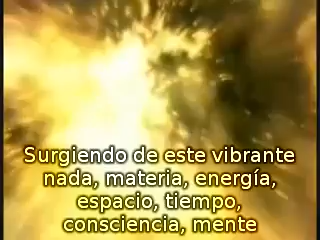 Surgiendo de este vibrante
nada, materia, energía,
espacio, tiempo,
consciencia, mente